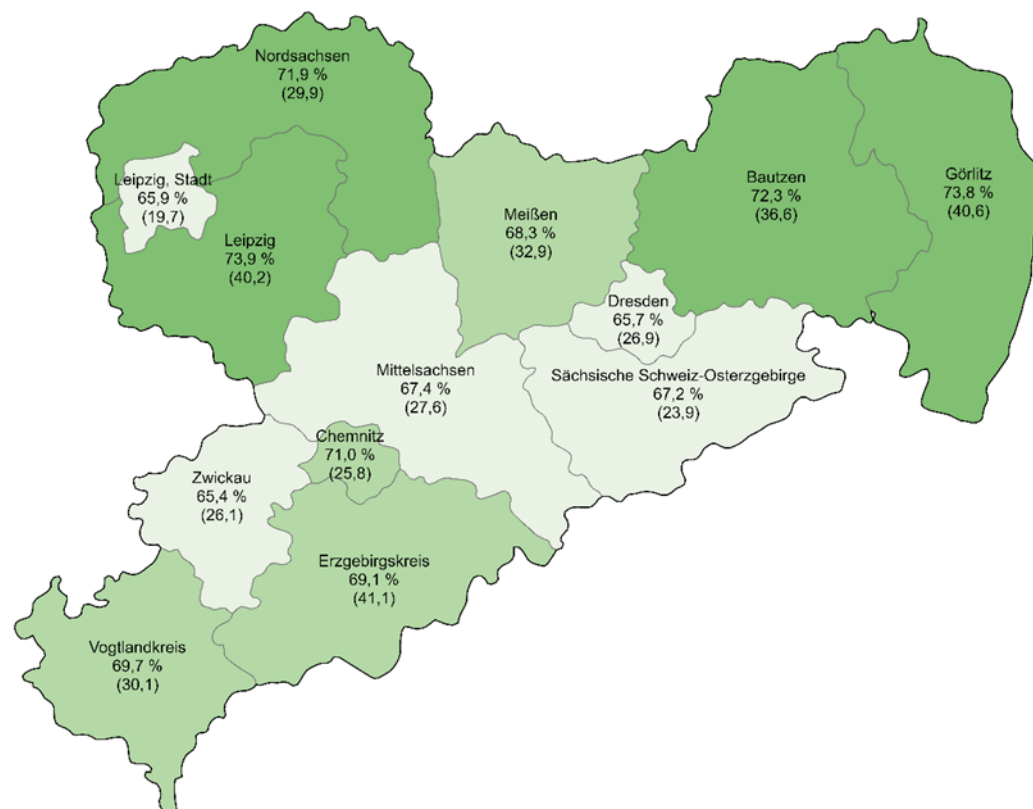 Nordsachsen
71,9 %
(29,9)
Leipzig, Stadt
65,9 %
(19,7)
Leipzig
73,9 %
(40,2)
Meißen
68,3 %
(32,9)
Bautzen
72,3 %
(36,6)
Görlitz
73,8 %
(40,6)
Dresden
65,7 %
(26,9)
Mittelsachsen
67,4 %
(27,6)
Sächsische Schweiz-Osterzgebirge
67,2 %
(23,9)
Chemnitz
71,0 %
(25,8)
Zwickau
65,4 %
(26,1)
Erzgebirgskreis
69,1 %
(41,1)
Vogtlandkreis
69,7 %
(30,1)